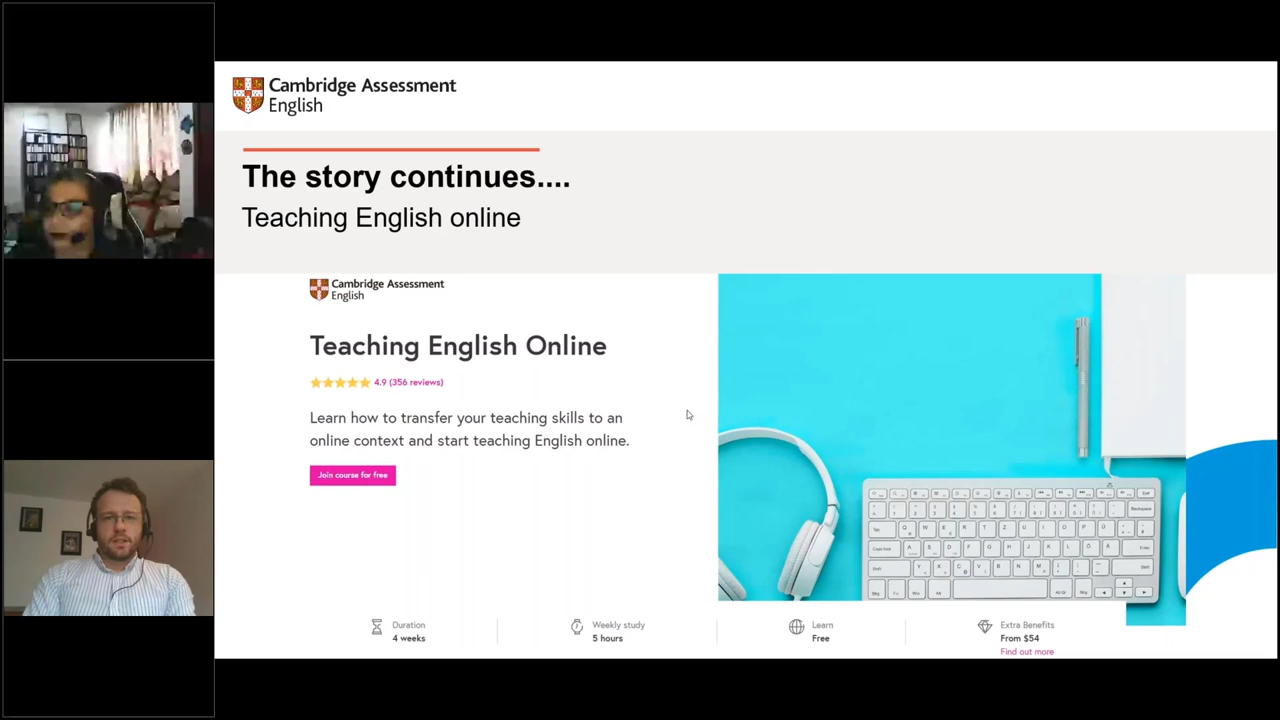 Cambridge Assessment
English
The story continues....
Teaching English online
Cambridge Assessment
English
Teaching English Online
4.9 (356 reviews)
Learn how to transfer your teaching skills to an
online context and start teaching English online.
Join course for free
Duration
4 weeks
Weekly study
5 hours
Learn
Free
Extra Benefits
From $54
Find out more